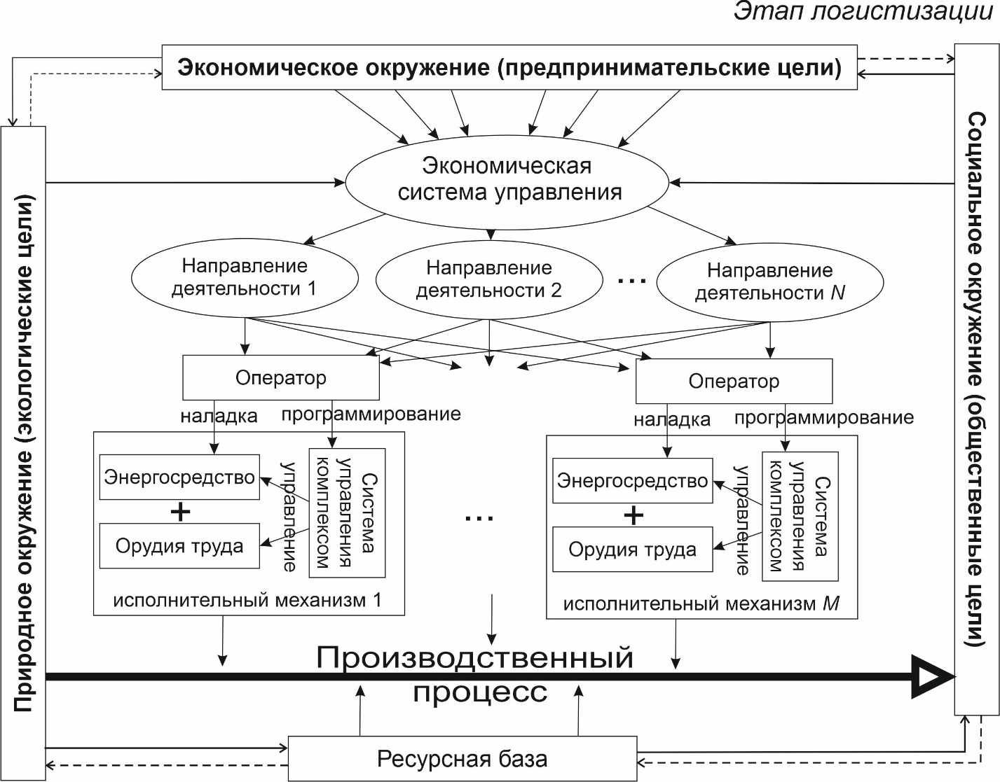 Этап логистизации
Экономическое окружение (предпринимательские цели)
Природное окружение (экологические цели)
Социальное окружение (общественные цели)
Экономическая
система управления
Направление
деятельности 1
Направление
деятельности 2
...
Направление
деятельности N
Оператор
Оператор
наладка
программирование
наладка
программирование
Энергосредство
+
Орудия труда
управление
Система
управления
комплексом
исполнительный механизм 1
...
Энергосредство
+
Орудия труда
управление
Система
управления
комплексом
исполнительный механизм M
Производственный
процесс
Ресурсная база